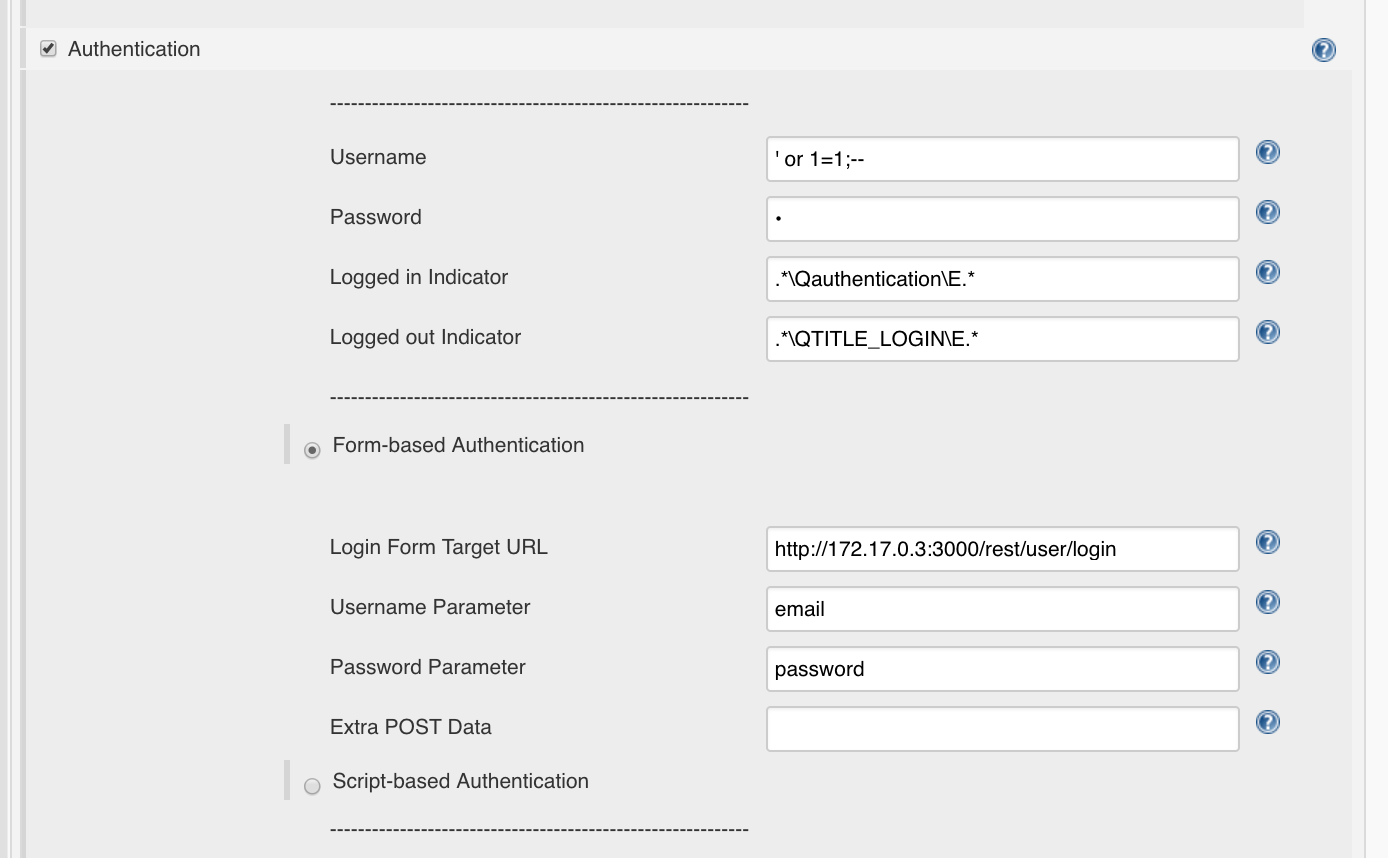 Authentication
------------------------------------------------------------
Username ' or 1=1;--
Password •
Logged in Indicator .*\Qauthentication\E.*
Logged out Indicator .*\QTITLE_LOGIN\E.*
------------------------------------------------------------
Form-based Authentication
Login Form Target URL http://172.17.0.3:3000/rest/user/login
Username Parameter email
Password Parameter password
Extra POST Data
Script-based Authentication
------------------------------------------------------------